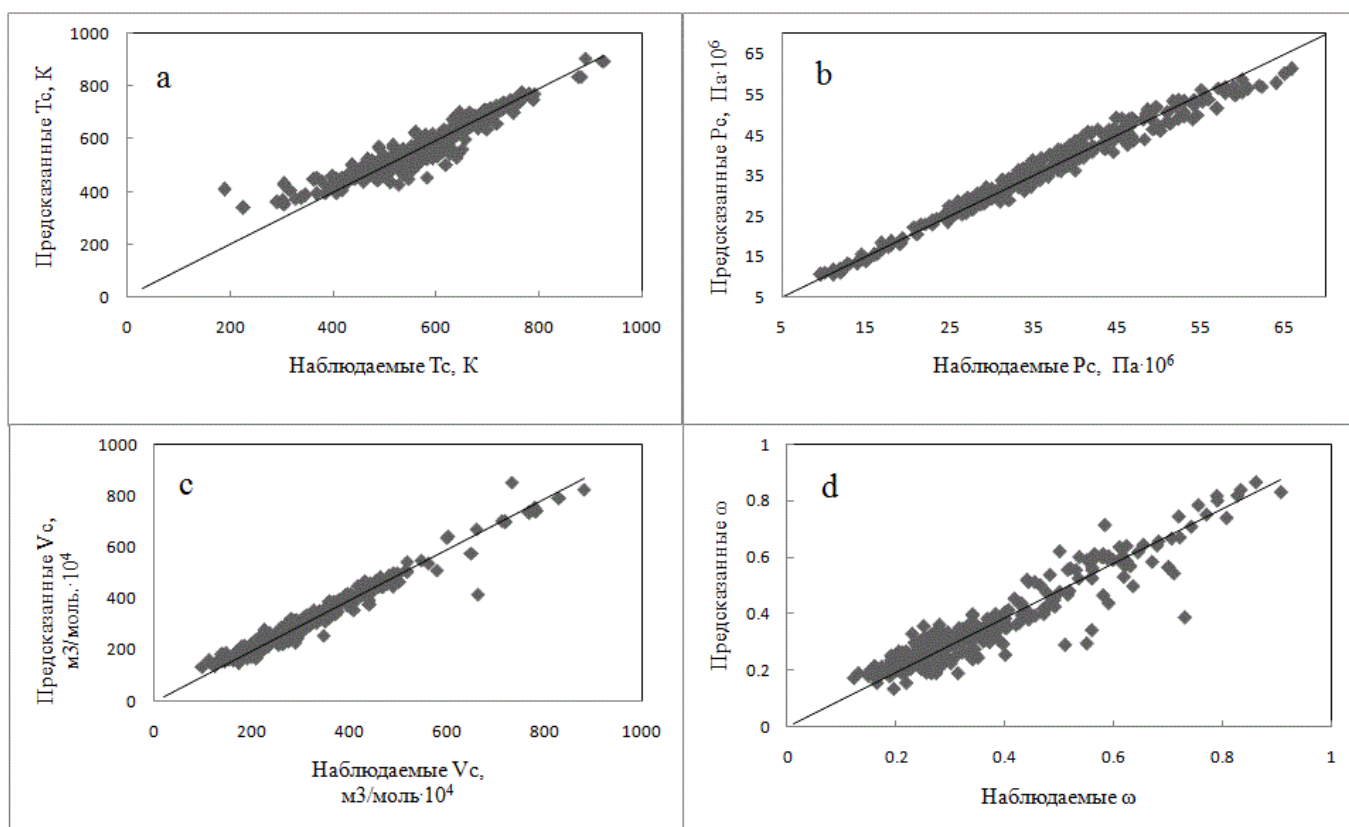 a
Предсказанные Тс, К
1000
800
600
400
200
0
0 200 400 600 800 1000
Наблюдаемые Тс, К
b
Предсказанные Рс, Па·10⁶
65
55
45
35
25
15
5
5 15 25 35 45 55 65
Наблюдаемые Рс, Па·10⁶
c
Предсказанные Vc,
м3/моль.·10⁴
1000
800
600
400
200
0
0 200 400 600 800 1000
Наблюдаемые Vc,
м3/моль·10⁴
d
Предсказанные ω
1
0.8
0.6
0.4
0.2
0
0 0.2 0.4 0.6 0.8 1
Наблюдаемые ω